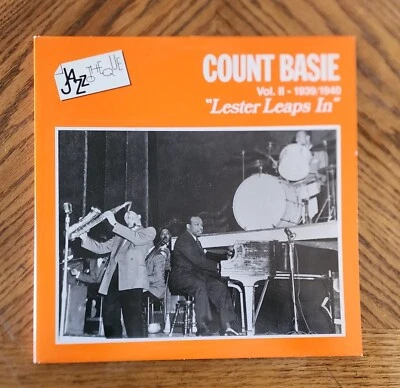 JAZZ
THEQUE
COUNT BASIE
Vol. II - 1939/1940
"Lester Leaps In"